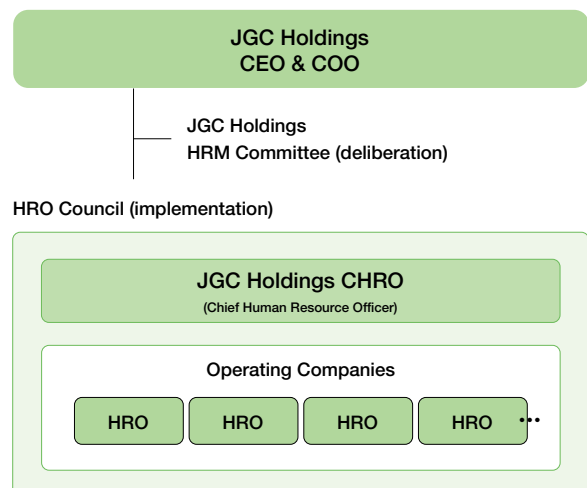 JGC Holdings
CEO & COO
JGC Holdings
HRM Committee (deliberation)
HRO Council (implementation)
JGC Holdings CHRO
(Chief Human Resource Officer)
Operating Companies
HRO HRO HRO HRO ...